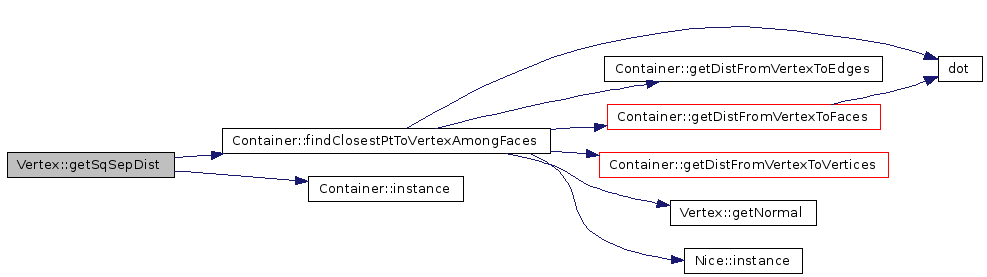 Vertex::getSqSepDist
Container::findClosestPtToVertexAmongFaces
Container::instance
dot
Container::getDistFromVertexToEdges
Container::getDistFromVertexToFaces
Container::getDistFromVertexToVertices
Vertex::getNormal
Nice::instance